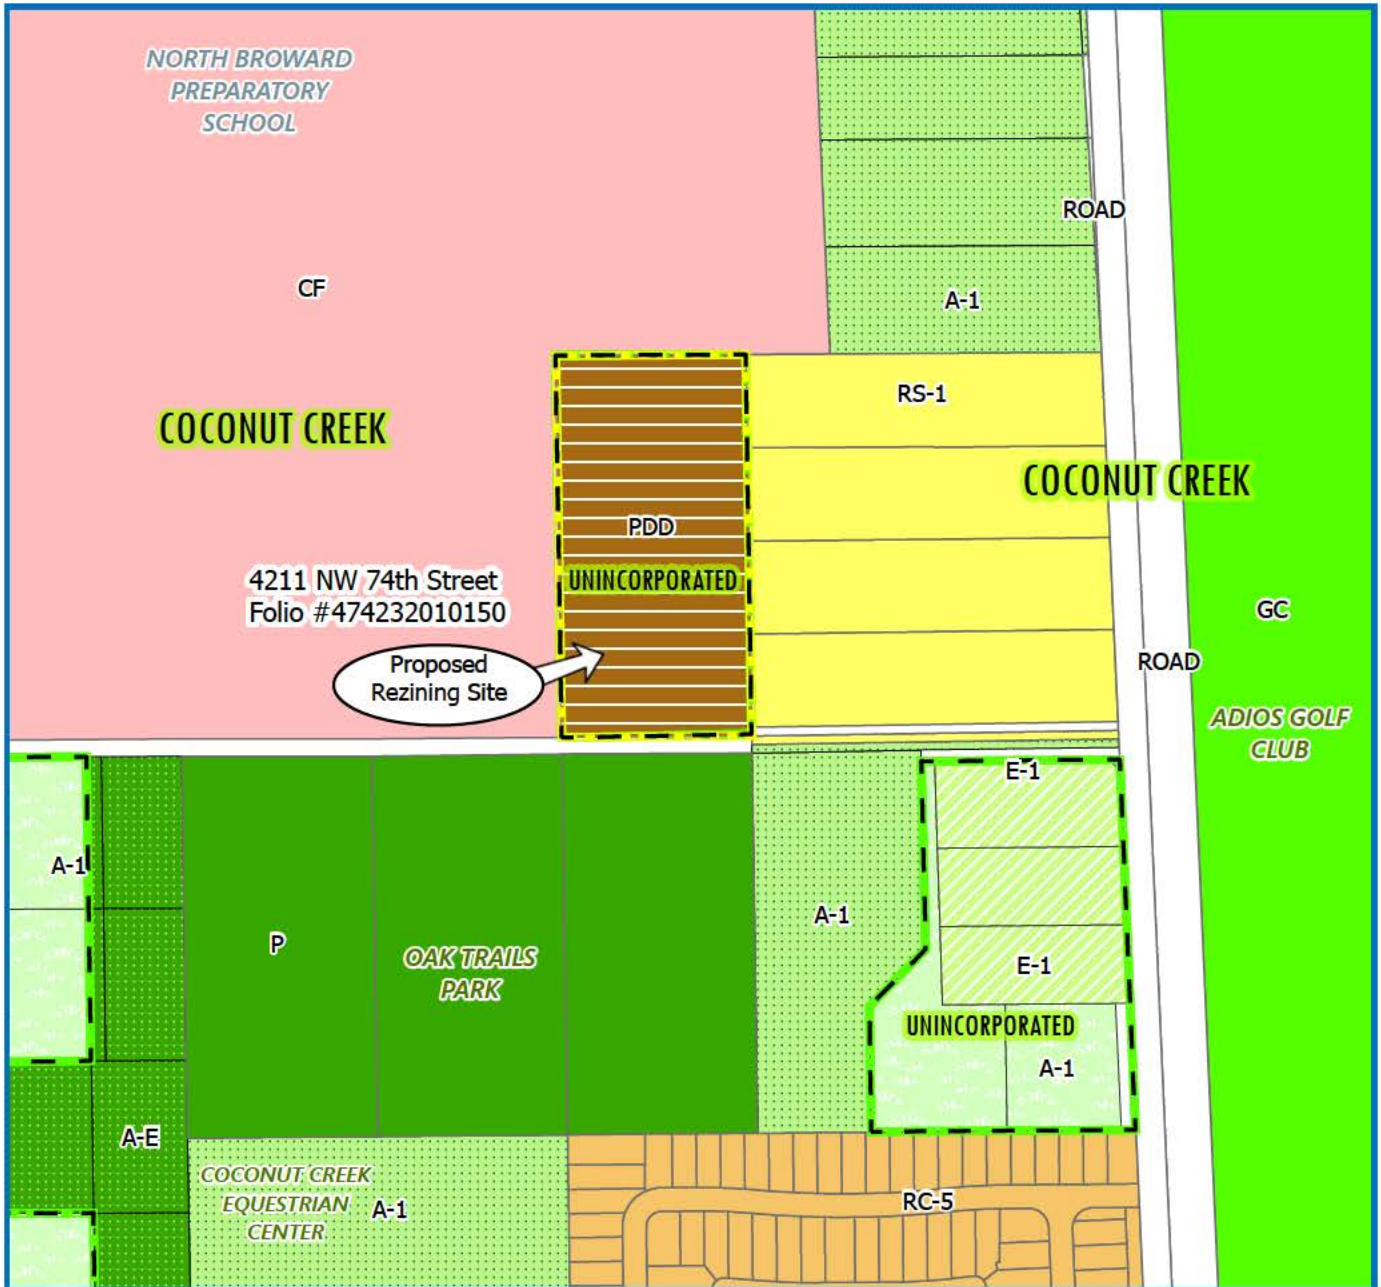 NORTH BROWARD
PREPARATORY
SCHOOL
ROAD
CF
A-1
RS-1
COCONUT CREEK
COCONUT CREEK
PDD
4211 NW 74th Street
Folio #474232010150
UNINCORPORATED
GC
Proposed
Rezining Site
ROAD
ADIOS GOLF
CLUB
E-1
A-1
A-1
P
OAK TRAILS
PARK
E-1
UNINCORPORATED
A-1
A-E
COCONUT CREEK
EQUESTRIAN
CENTER
A-1
RC-5